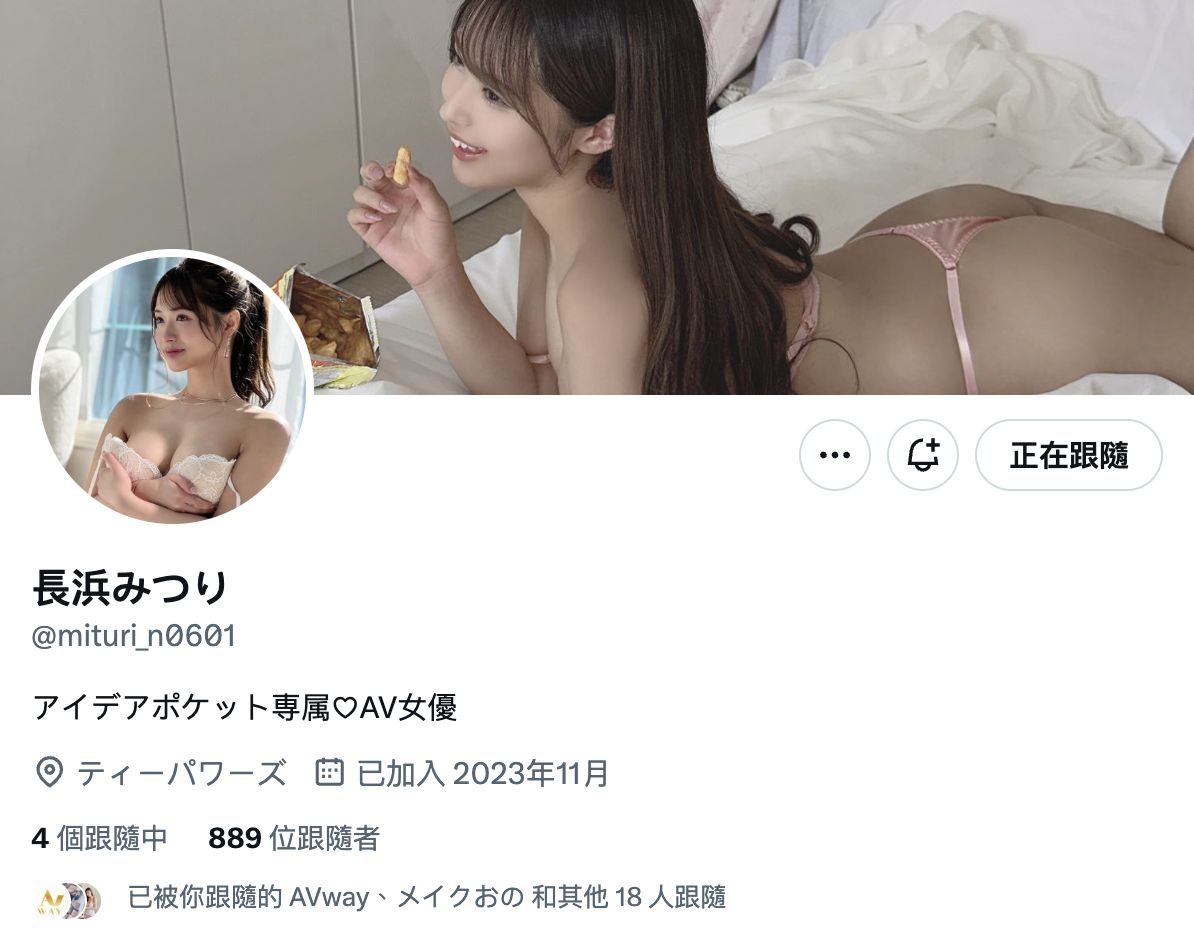 正在跟隨
長浜みつり
@mituri_n0601
アイデアポケット専属♡AV女優
ティーパワーズ 已加入 2023年11月
4 個跟隨中 889 位跟隨者
AV WAY
已被你跟隨的 AVway、メイクおの 和其他 18 人跟隨